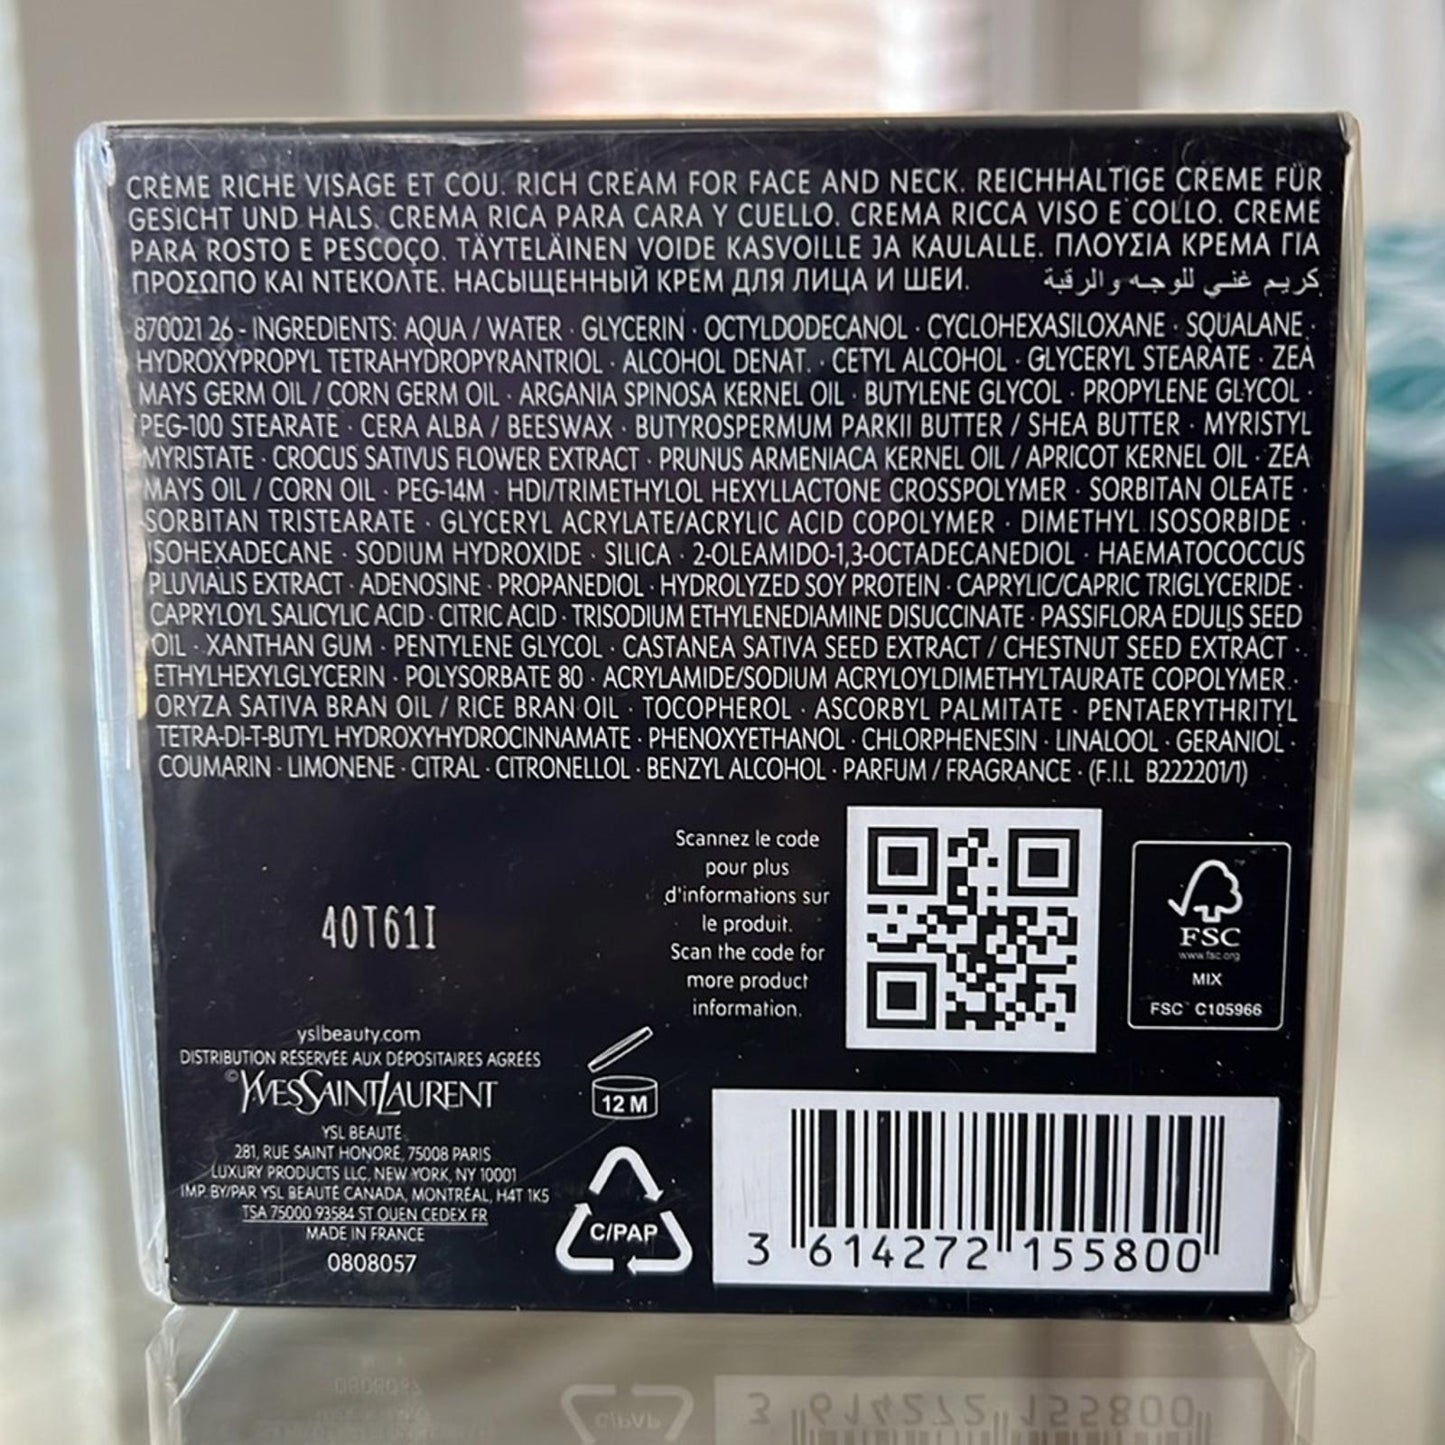 CRÈME RICHE VISAGE ET COU. RICH CREAM FOR FACE AND NECK. REICHHALTIGE CREME FÜR
GESICHT UND HALS. CREMA RICA PARA CARA Y CUELLO. CREMA RICCA VISO E COLLO. CREME
PARA ROSTO E PESCOÇO. TÄYTELÄINEN VOIDE KASVOILLE JA KAULALLE. ΠΛΟΥΣΙΑ ΚΡΕΜΑ ΓΙΑ
ΠΡΟΣΩΠΟ ΚΑΙ ΝΤΕΚΟΛΤΕ. НАСЫЩЕННЫЙ КРЕМ ДЛЯ ЛИЦА И ШЕИ. كريم غني للوجه والرقبة
870021 26 - INGREDIENTS: AQUA / WATER · GLYCERIN · OCTYLDODECANOL · CYCLOHEXASILOXANE · SQUALANE ·
HYDROXYPROPYL TETRAHYDROPYRANTRIOL · ALCOHOL DENAT. · CETYL ALCOHOL · GLYCERYL STEARATE · ZEA
MAYS GERM OIL / CORN GERM OIL · ARGANIA SPINOSA KERNEL OIL · BUTYLENE GLYCOL · PROPYLENE GLYCOL ·
PEG-100 STEARATE · CERA ALBA / BEESWAX · BUTYROSPERMUM PARKII BUTTER / SHEA BUTTER · MYRISTYL
MYRISTATE · CROCUS SATIVUS FLOWER EXTRACT · PRUNUS ARMENIACA KERNEL OIL / APRICOT KERNEL OIL · ZEA
MAYS OIL / CORN OIL · PEG-14M · HDI/TRIMETHYLOL HEXYLLACTONE CROSSPOLYMER · SORBITAN OLEATE ·
SORBITAN TRISTEARATE · GLYCERYL ACRYLATE/ACRYLIC ACID COPOLYMER · DIMETHYL ISOSORBIDE ·
ISOHEXADECANE · SODIUM HYDROXIDE · SILICA · 2-OLEAMIDO-1,3-OCTADECANEDIOL · HAEMATOCOCCUS
PLUVIALIS EXTRACT · ADENOSINE · PROPANEDIOL · HYDROLYZED SOY PROTEIN · CAPRYLIC/CAPRIC TRIGLYCERIDE ·
CAPRYLOYL SALICYLIC ACID · CITRIC ACID · TRISODIUM ETHYLENEDIAMINE DISUCCINATE · PASSIFLORA EDULIS SEED
OIL · XANTHAN GUM · PENTYLENE GLYCOL · CASTANEA SATIVA SEED EXTRACT / CHESTNUT SEED EXTRACT ·
ETHYLHEXYLGLYCERIN · POLYSORBATE 80 · ACRYLAMIDE/SODIUM ACRYLOYLDIMETHYLTAURATE COPOLYMER ·
ORYZA SATIVA BRAN OIL / RICE BRAN OIL · TOCOPHEROL · ASCORBYL PALMITATE · PENTAERYTHRITYL
TETRA-DI-T-BUTYL HYDROXYHYDROCINNAMATE · PHENOXYETHANOL · CHLORPHENESIN · LINALOOL · GERANIOL ·
COUMARIN · LIMONENE · CITRAL · CITRONELLOL · BENZYL ALCOHOL · PARFUM / FRAGRANCE · (F.I.L B222201/1)
Scannez le code
pour plus
d'informations sur
le produit.
Scan the code for
more product
information.
FSC
www.fsc.org
MIX
FSC™ C105966
40T61I
yslbeauty.com
DISTRIBUTION RÉSERVÉE AUX DÉPOSITAIRES AGRÉÉS
©YVESSAINTLAURENT
YSL BEAUTÉ
281, RUE SAINT HONORÉ, 75008 PARIS
LUXURY PRODUCTS LLC, NEW YORK, NY 10001
IMP. BY/PAR YSL BEAUTÉ CANADA, MONTRÉAL, H4T 1K5
TSA 75000 93584 ST OUEN CEDEX FR
MADE IN FRANCE
0808057
12 M
C/PAP
3 614272 155800